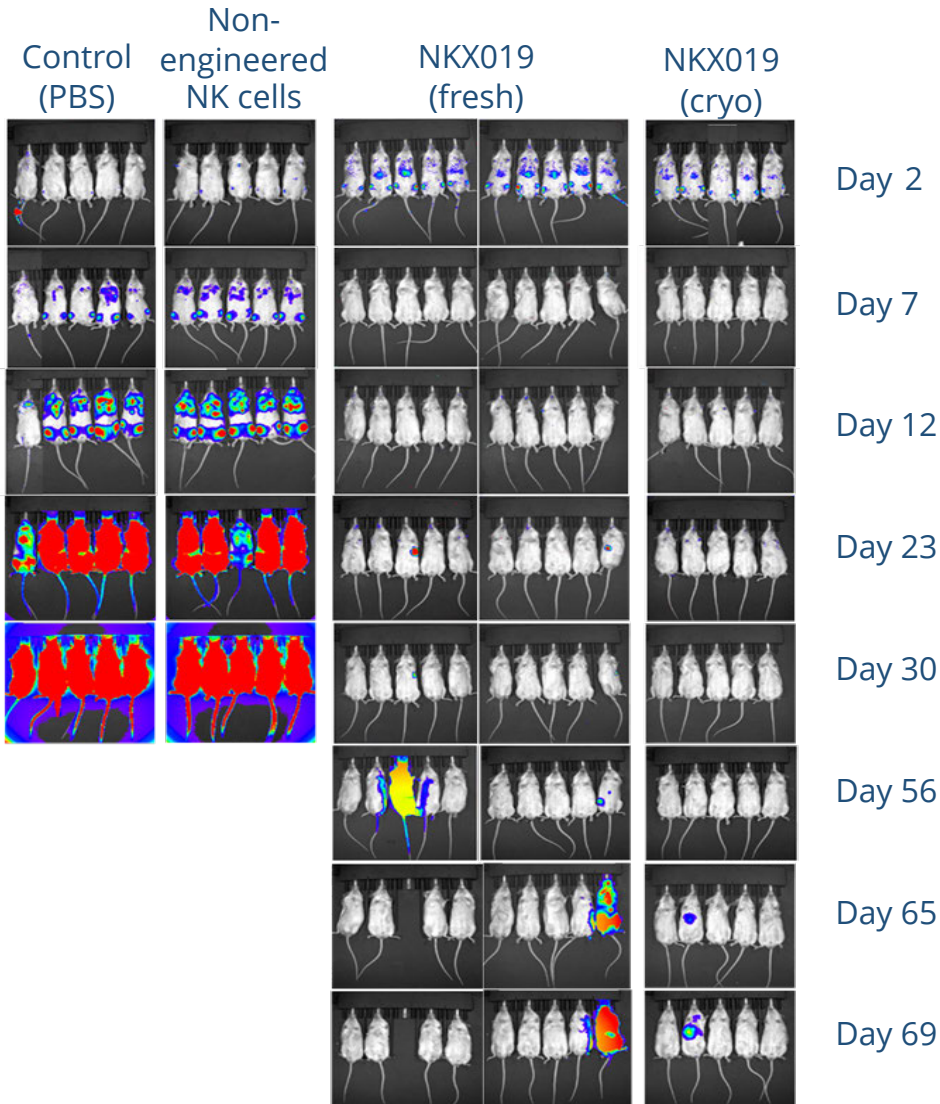 Control
(PBS)
Non-
engineered
NK cells
NKX019
(fresh)
NKX019
(cryo)
Day 2
Day 7
Day 12
Day 23
Day 30
Day 56
Day 65
Day 69